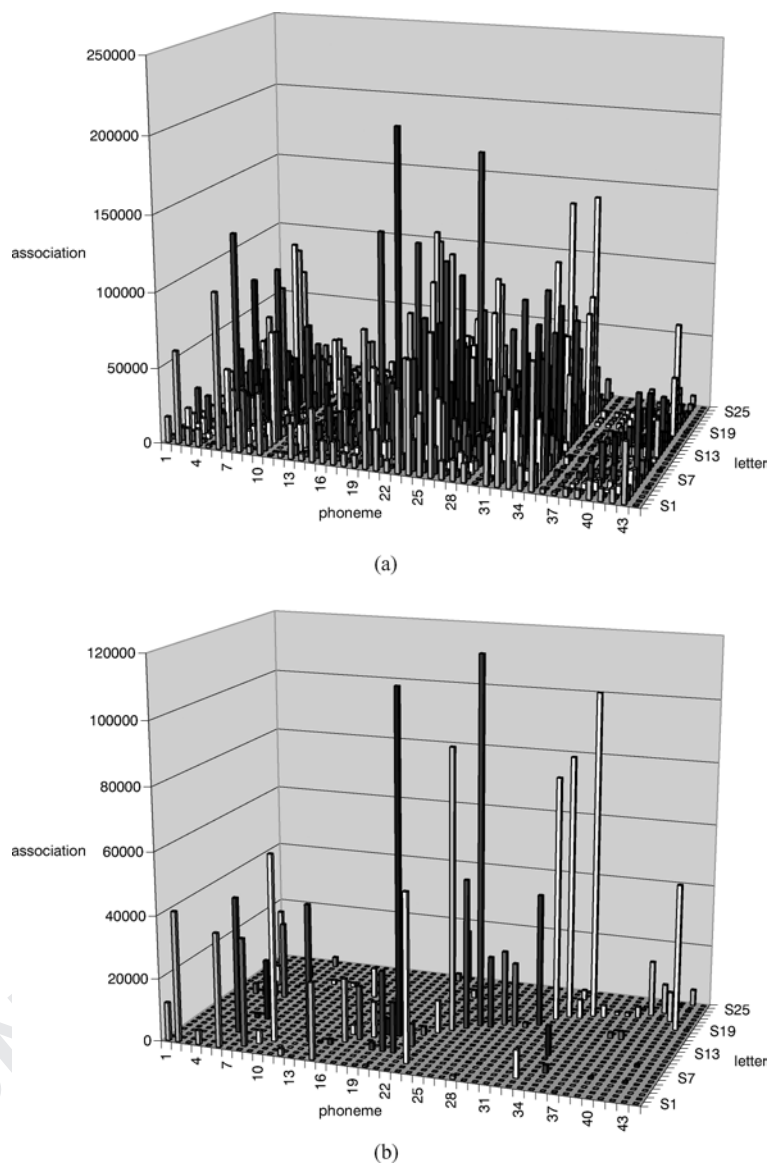 250000
200000
150000
association
100000
50000
0
1
4
7
10
13
16
19
22
25
28
31
34
37
40
43
phoneme
S25
S19
S13
letter
S7
S1
(a)
120000
100000
80000
association
60000
40000
20000
0
1
4
7
10
13
16
19
22
25
28
31
34
37
40
43
phoneme
S25
S19
S13
letter
S7
S1
(b)